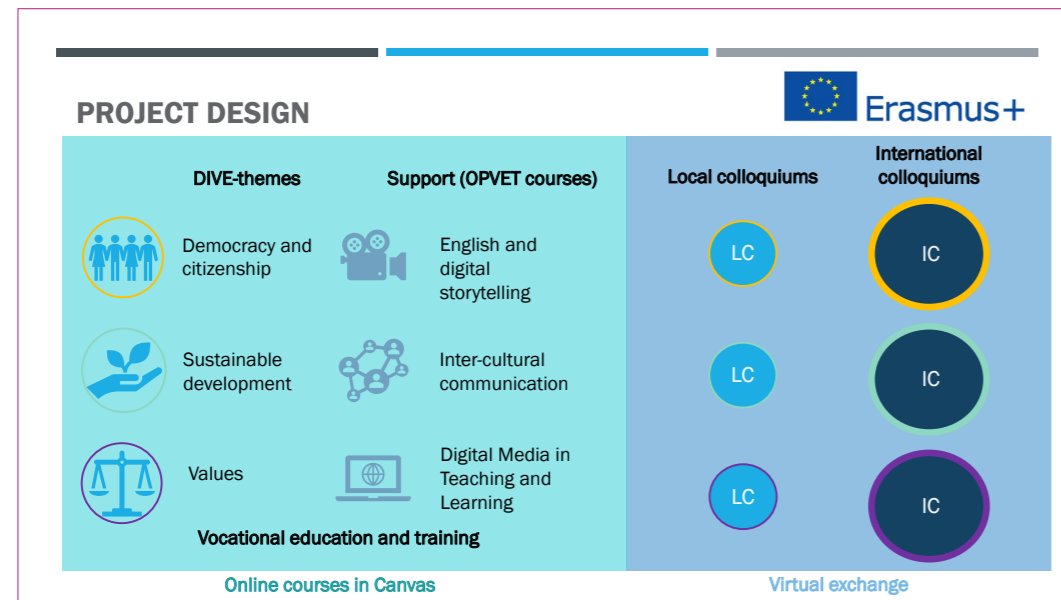 PROJECT DESIGN
Erasmus+
DIVE-themes
Support (OPVET courses)
Local colloquiums
International
colloquiums
Democracy and
citizenship
English and
digital
storytelling
LC
IC
Sustainable
development
Inter-cultural
communication
LC
IC
Values
Digital Media in
Teaching and
Learning
LC
IC
Vocational education and training
Online courses in Canvas
Virtual exchange